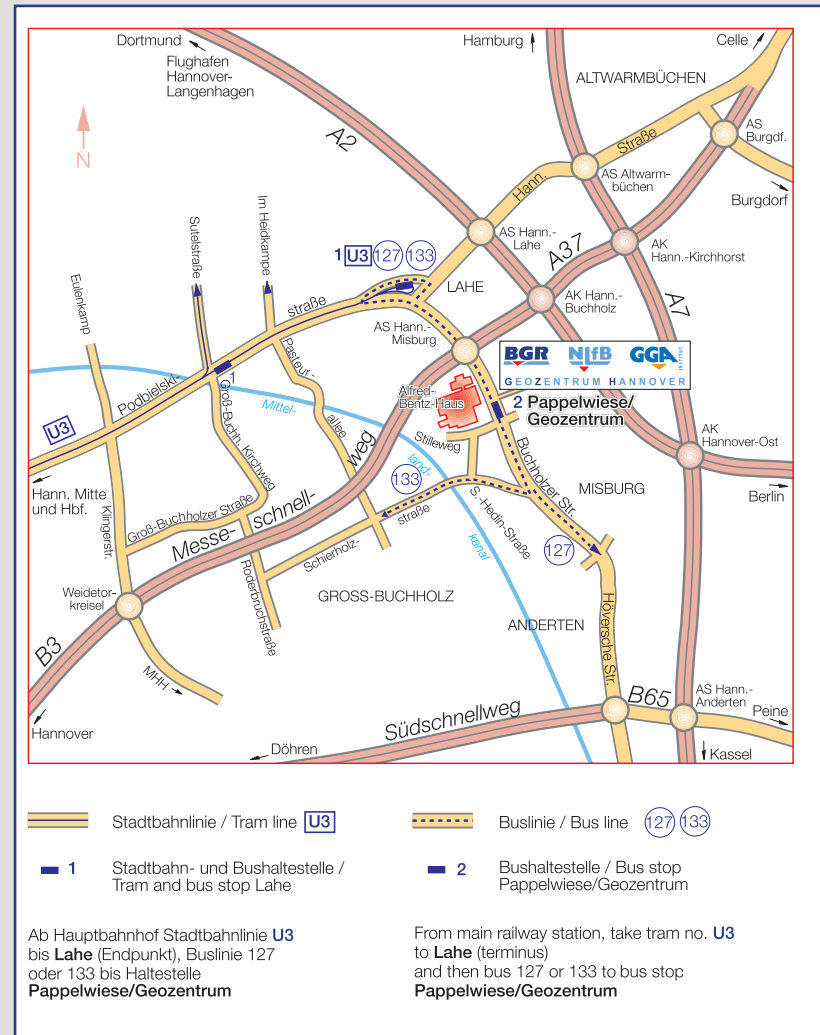 Dortmund
Flughafen
Hannover-
Langenhagen
Hamburg
Celle
ALTWARMBÜCHEN
A2
N
Straße
AS
Burgdf.
Hann.
AS Altwarm-
büchen
Burgdorf
Sutelstraße
Im Heidkampe
AS Hann.-
Lahe
A37
AK
Hann.-Kirchhorst
1 U3 127 133
Eulenkamp
LAHE
straße
AK Hann.-
Buchholz
A7
AS Hann.-
Misburg
BGR NLfB GGA INSTITUT
GEOZENTRUM HANNOVER
Pasteur-
allee
1
Podbielski-
Mittel-
Alfred-
Bentz-Haus
2 Pappelwiese/
Geozentrum
U3
Groß-Buchh. Kirchweg
weg
Stilleweg
AK
Hannover-Ost
land-
Buchholzer Str.
133
Hann. Mitte
und Hbf.
MISBURG
Berlin
Klingerstr.
Groß-Buchholzer Straße
Messe-
schnell-
straße
S.-Hedin-Straße
kanal
127
Schierholz-
Roderbruchstraße
Weidetor-
kreisel
GROSS-BUCHHOLZ
ANDERTEN
Höversche Str.
B3
MHH
B65
AS Hann.-
Anderten
Peine
Südschnellweg
Hannover
Döhren
Kassel
Stadtbahnlinie / Tram line U3
Buslinie / Bus line 127 133
1 Stadtbahn- und Bushaltestelle /
Tram and bus stop Lahe
2 Bushaltestelle / Bus stop
Pappelwiese/Geozentrum
Ab Hauptbahnhof Stadtbahnlinie U3
bis Lahe (Endpunkt), Buslinie 127
oder 133 bis Haltestelle
Pappelwiese/Geozentrum
From main railway station, take tram no. U3
to Lahe (terminus)
and then bus 127 or 133 to bus stop
Pappelwiese/Geozentrum